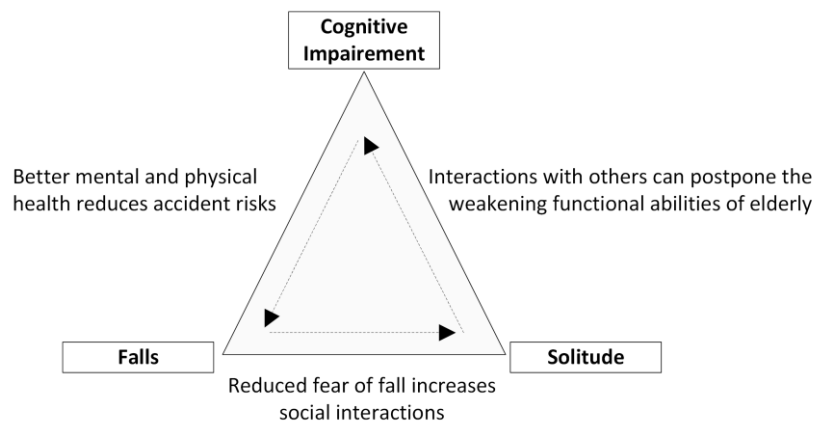 Cognitive
Impairement
Better mental and physical
health reduces accident risks
Interactions with others can postpone the
weakening functional abilities of elderly
Falls
Solitude
Reduced fear of fall increases
social interactions